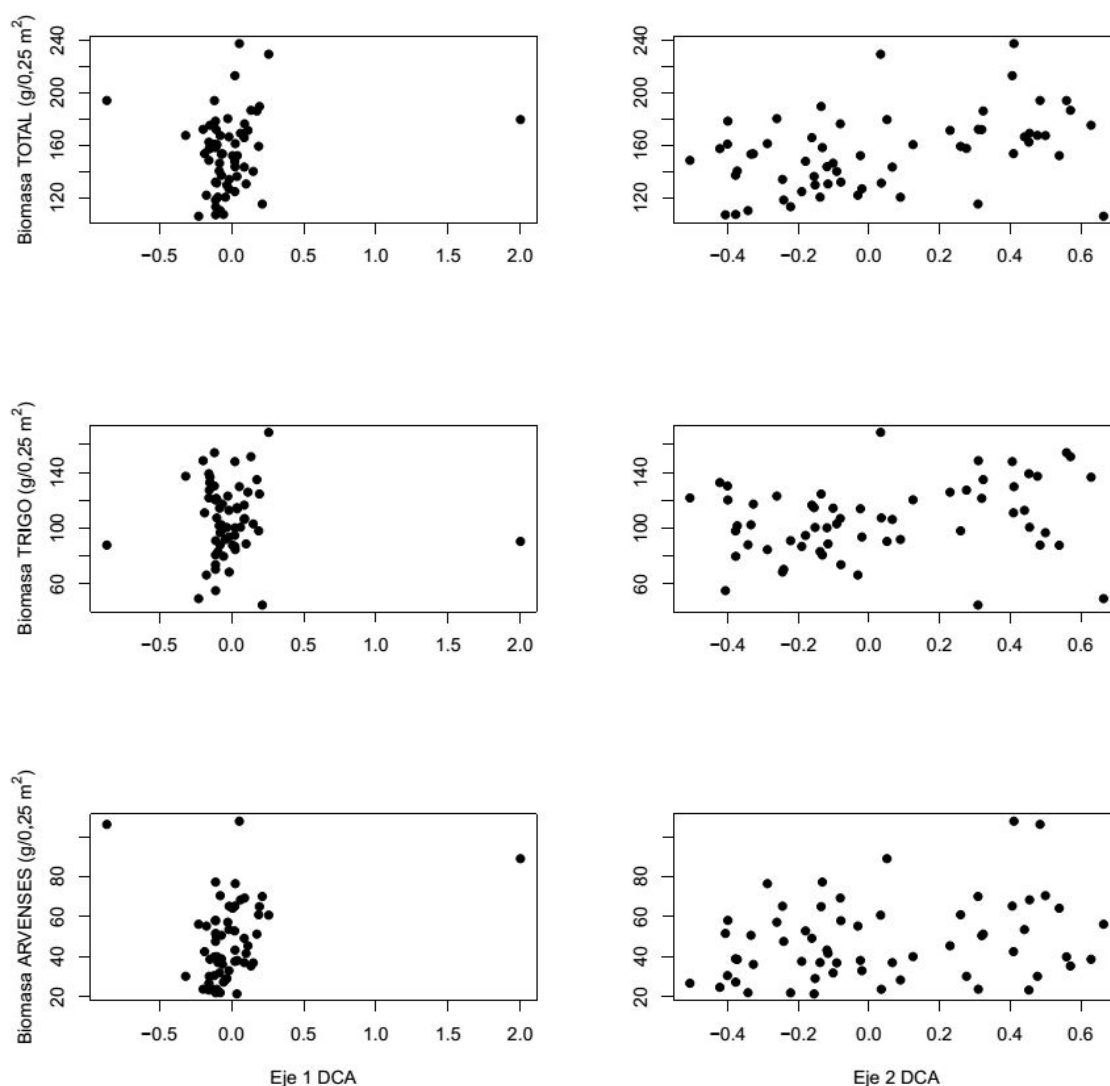 Biomasa TOTAL (g/0,25 m²)
240
200
160
120
−0.5 0.0 0.5 1.0 1.5 2.0
−0.4 −0.2 0.0 0.2 0.4 0.6
240
200
160
120
Biomasa TRIGO (g/0,25 m²)
140
100
60
−0.5 0.0 0.5 1.0 1.5 2.0
140
100
60
−0.4 −0.2 0.0 0.2 0.4 0.6
Biomasa ARVENSES (g/0,25 m²)
80
60
40
20
−0.5 0.0 0.5 1.0 1.5 2.0
Eje 1 DCA
80
60
40
20
−0.4 −0.2 0.0 0.2 0.4 0.6
Eje 2 DCA